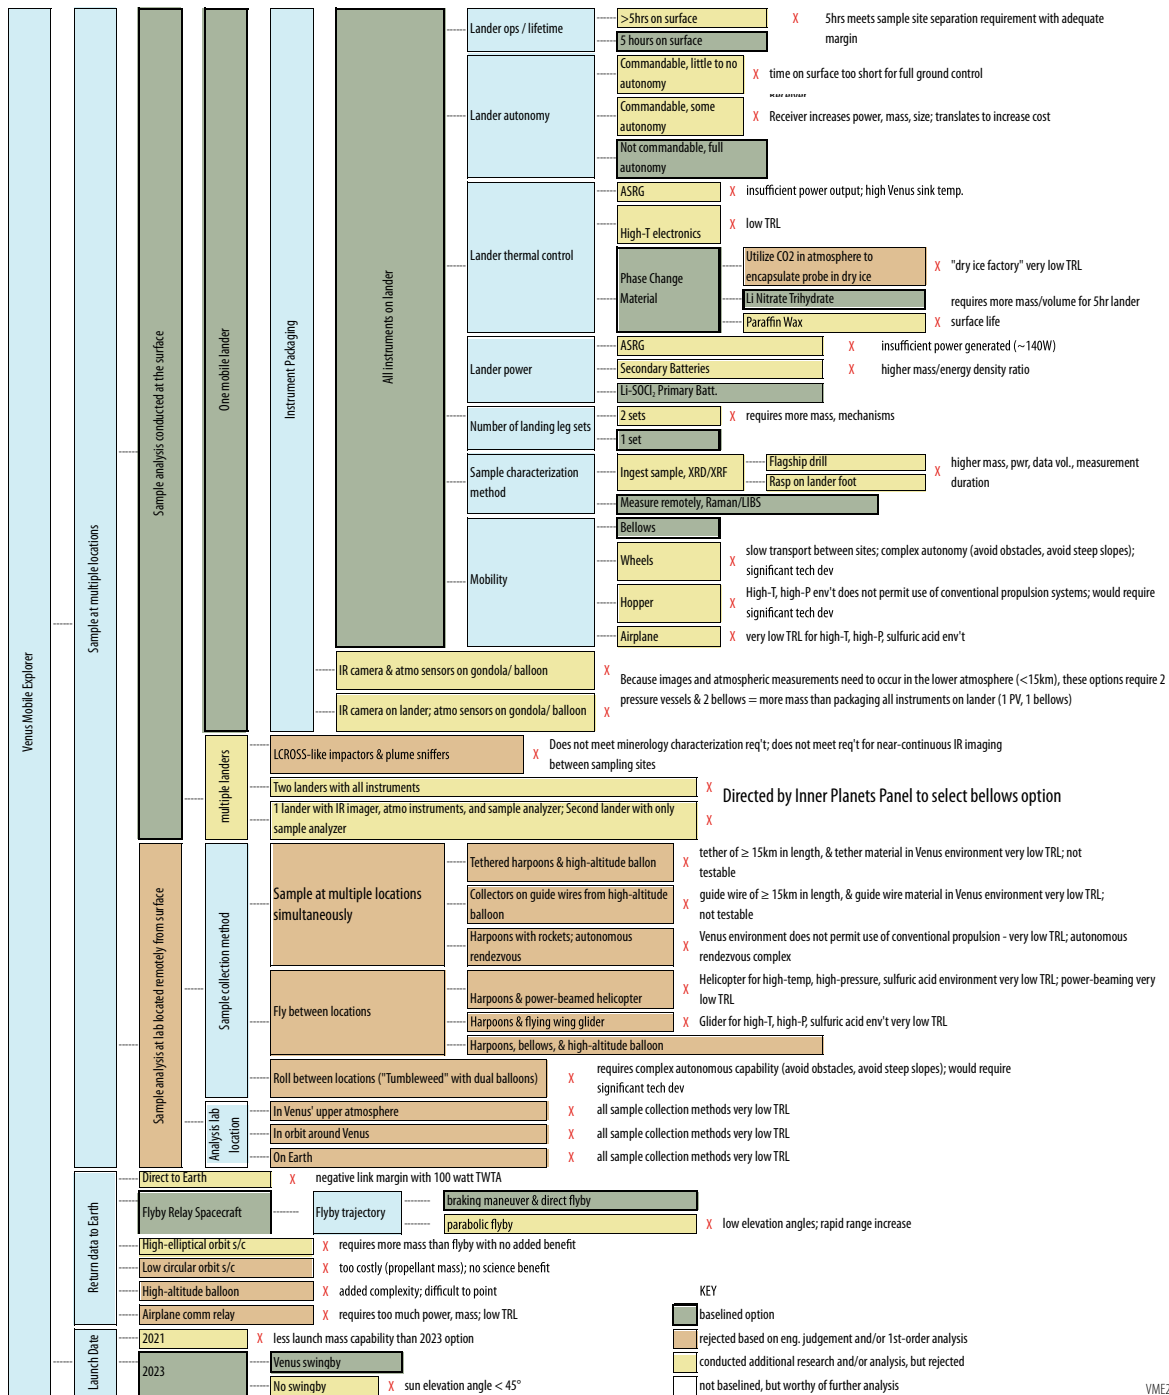 Venus Mobile Explorer
Sample at multiple locations
Sample analysis conducted at the surface
One mobile lander
Instrument Packaging
All instruments on lander
Lander ops / lifetime
>5hrs on surface
X
5hrs meets sample site separation requirement with adequate
margin
5 hours on surface
Lander autonomy
Commandable, little to no
autonomy
X
time on surface too short for full ground control
Commandable, some
autonomy
X
Receiver increases power, mass, size; translates to increase cost
Not commandable, full
autonomy
Lander thermal control
ASRG
X
insufficient power output; high Venus sink temp.
High-T electronics
X
low TRL
Phase Change
Material
Utilize CO2 in atmosphere to
encapsulate probe in dry ice
X
"dry ice factory" very low TRL
Li Nitrate Trihydrate
Paraffin Wax
X
requires more mass/volume for 5hr lander
surface life
Lander power
ASRG
X
insufficient power generated (~140W)
Secondary Batteries
X
higher mass/energy density ratio
Li-SOCl₂ Primary Batt.
Number of landing leg sets
2 sets
X
requires more mass, mechanisms
1 set
Sample characterization
method
Ingest sample, XRD/XRF
Flagship drill
Rasp on lander foot
X
higher mass, pwr, data vol., measurement
duration
Measure remotely, Raman/LIBS
Mobility
Bellows
Wheels
X
slow transport between sites; complex autonomy (avoid obstacles, avoid steep slopes);
significant tech dev
Hopper
X
High-T, high-P env't does not permit use of conventional propulsion systems; would require
significant tech dev
Airplane
X
very low TRL for high-T, high-P, sulfuric acid env't
IR camera & atmo sensors on gondola/ balloon
X
IR camera on lander; atmo sensors on gondola/ balloon
X
Because images and atmospheric measurements need to occur in the lower atmosphere (<15km), these options require 2
pressure vessels & 2 bellows = more mass than packaging all instruments on lander (1 PV, 1 bellows)
multiple landers
LCROSS-like impactors & plume sniffers
X
Does not meet minerology characterization req't; does not meet req't for near-continuous IR imaging
between sampling sites
Two landers with all instruments
X
1 lander with IR imager, atmo instruments, and sample analyzer; Second lander with only
sample analyzer
X
Directed by Inner Planets Panel to select bellows option
Sample analysis at lab located remotely from surface
Sample collection method
Sample at multiple locations
simultaneously
Tethered harpoons & high-altitude ballon
X
tether of ≥ 15km in length, & tether material in Venus environment very low TRL; not
testable
Collectors on guide wires from high-altitude
balloon
X
guide wire of ≥ 15km in length, & guide wire material in Venus environment very low TRL;
not testable
Harpoons with rockets; autonomous
rendezvous
X
Venus environment does not permit use of conventional propulsion - very low TRL; autonomous
rendezvous complex
Fly between locations
Harpoons & power-beamed helicopter
X
Helicopter for high-temp, high-pressure, sulfuric acid environment very low TRL; power-beaming very
low TRL
Harpoons & flying wing glider
X
Glider for high-T, high-P, sulfuric acid env't very low TRL
Harpoons, bellows, & high-altitude balloon
Roll between locations ("Tumbleweed" with dual balloons)
X
requires complex autonomous capability (avoid obstacles, avoid steep slopes); would require
significant tech dev
Analysis lab
location
In Venus' upper atmosphere
X
all sample collection methods very low TRL
In orbit around Venus
X
all sample collection methods very low TRL
On Earth
X
all sample collection methods very low TRL
Return data to Earth
Direct to Earth
X
negative link margin with 100 watt TWTA
Flyby Relay Spacecraft
Flyby trajectory
braking maneuver & direct flyby
parabolic flyby
X
low elevation angles; rapid range increase
High-elliptical orbit s/c
X
requires more mass than flyby with no added benefit
Low circular orbit s/c
X
too costly (propellant mass); no science benefit
High-altitude balloon
X
added complexity; difficult to point
Airplane comm relay
X
requires too much power, mass; low TRL
Launch Date
2021
X
less launch mass capability than 2023 option
2023
Venus swingby
No swingby
X
sun elevation angle < 45°
KEY
baselined option
rejected based on eng. judgement and/or 1st-order analysis
conducted additional research and/or analysis, but rejected
not baselined, but worthy of further analysis